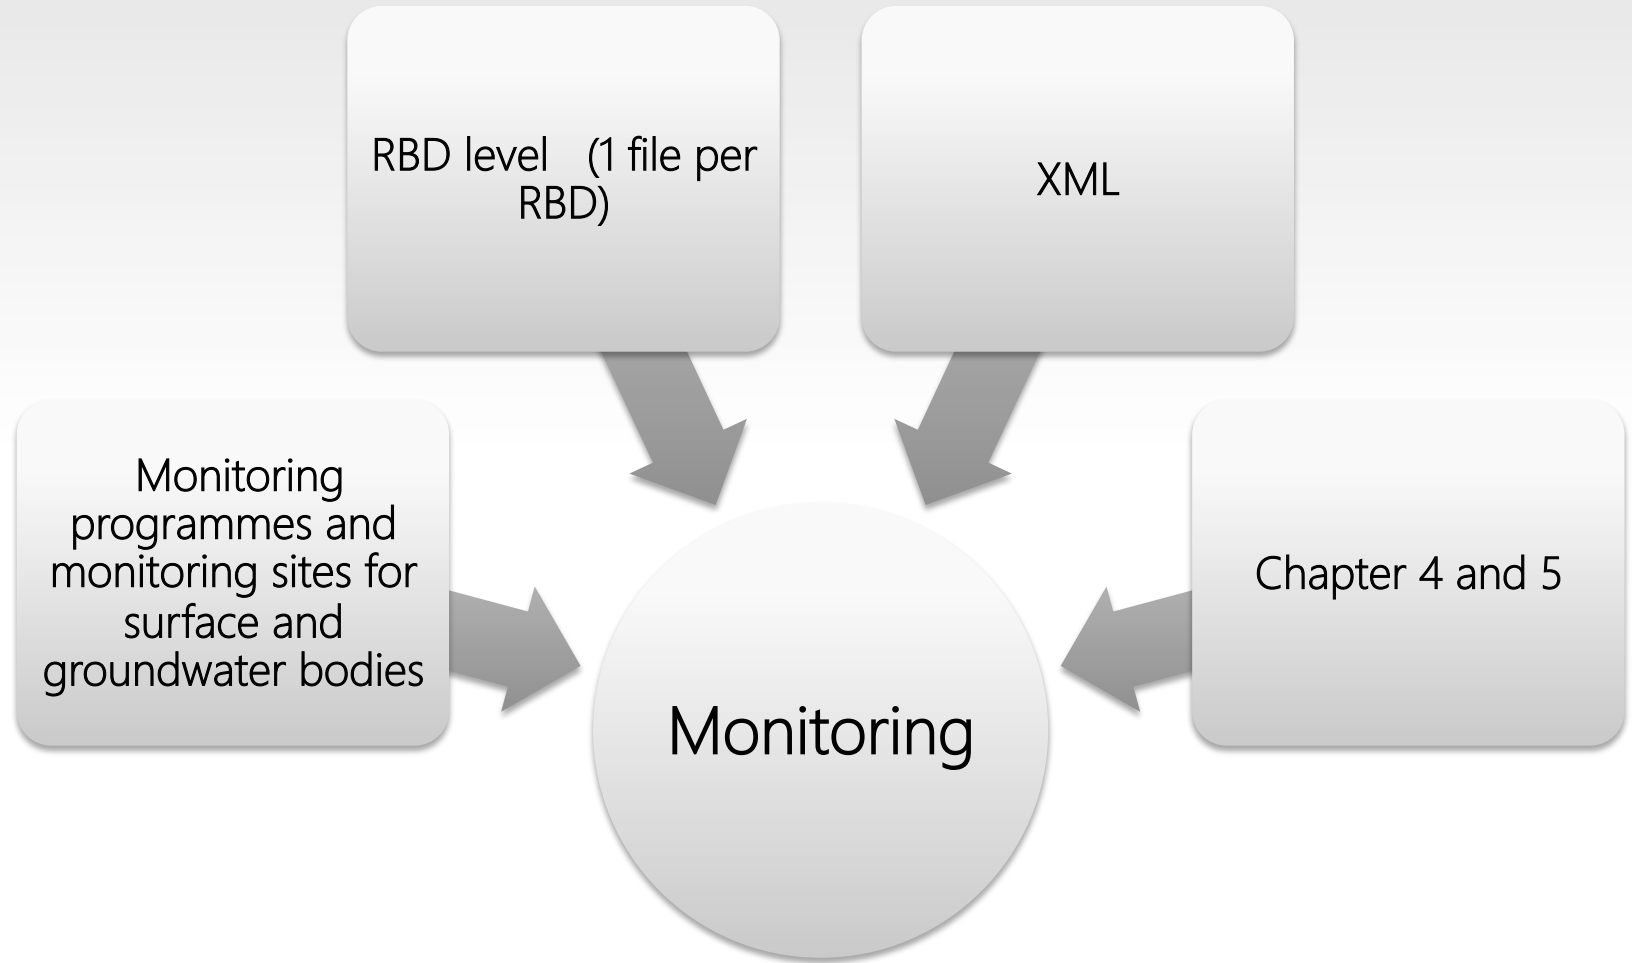 RBD level (1 file per
RBD)
XML
Monitoring
programmes and
monitoring sites for
surface and
groundwater bodies
Chapter 4 and 5
Monitoring